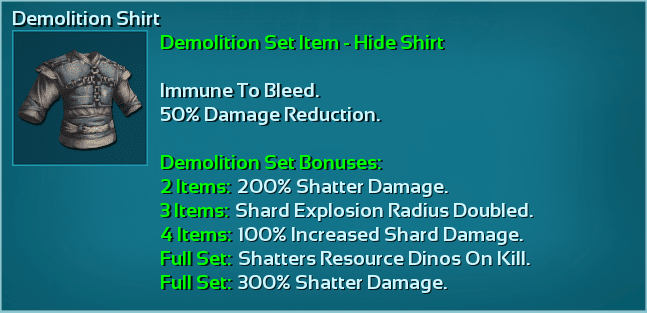 Demolition Shirt
Demolition Set Item - Hide Shirt
Immune To Bleed.
50% Damage Reduction.
Demolition Set Bonuses:
2 Items: 200% Shatter Damage.
3 Items: Shard Explosion Radius Doubled.
4 Items: 100% Increased Shard Damage.
Full Set: Shatters Resource Dinos On Kill.
Full Set: 300% Shatter Damage.